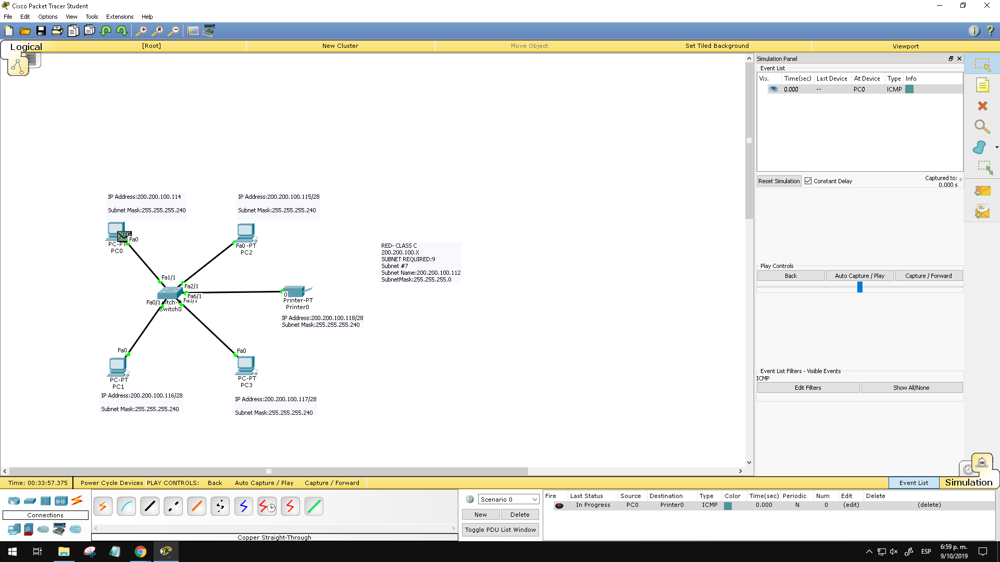 Cisco Packet Tracer Student
File Edit Options View Tools Extensions Help
Logical
[Root]
New Cluster
Move Object
Set Tiled Background
Viewport
Simulation Panel
Event List
Vis. Time(sec) Last Device At Device Type Info
0.000 -- PC0 ICMP
Reset Simulation
Constant Delay
Captured to:
0.000 s
IP Address:200.200.100.114
Subnet Mask:255.255.255.240
IP Address:200.200.100.115/28
Subnet Mask:255.255.255.240
Fa0
PC-PT
PC0
Fa0 -PT
PC2
RED- CLASS C
200.200.100.X
SUBNET REQUIRED:9
Subnet #7
Subnet Name:200.200.100.112
SubnetMask:255.255.255.0
Play Controls
Back
Auto Capture / Play
Capture / Forward
Fa1/1
Fa2/1
Fa6/1
Fa0/1
Fa3/1
Switch0
0
Printer-PT
Printer0
IP Address:200.200.100.118/28
Subnet Mask:255.255.255.240
Fa0
PC-PT
PC1
IP Address:200.200.100.116/28
Subnet Mask:255.255.255.240
Fa0
PC-PT
PC3
IP Address:200.200.100.117/28
Subnet Mask:255.255.255.240
Event List Filters - Visible Events
ICMP
Edit Filters
Show All/None
Time: 00:33:57.375
Power Cycle Devices PLAY CONTROLS: Back Auto Capture / Play Capture / Forward
Event List
Simulation
Connections
Copper Straight-Through
Scenario 0
New
Delete
Toggle PDU List Window
Fire Last Status Source Destination Type Color Time(sec) Periodic Num Edit Delete
In Progress PC0 Printer0 ICMP 0.000 N 0 (edit) (delete)
ESP
6:59 p. m.
9/10/2019